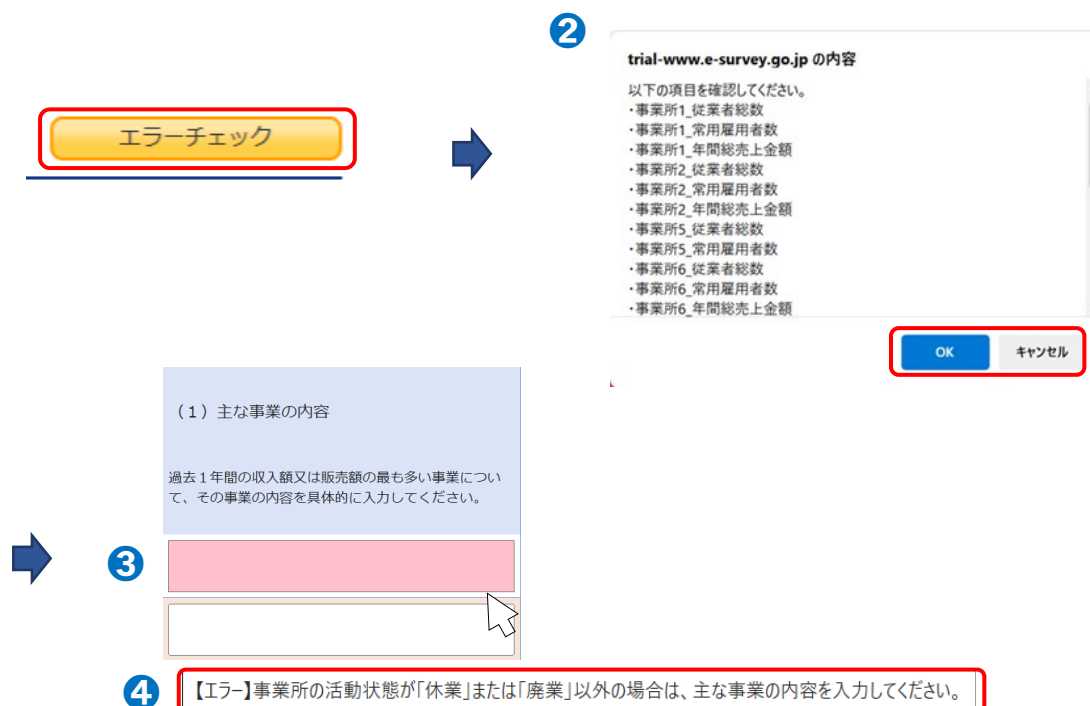 エラーチェック
❷
trial-www.e-survey.go.jp の内容
以下の項目を確認してください。
・事業所1_従業者総数
・事業所1_常用雇用者数
・事業所1_年間総売上金額
・事業所2_従業者総数
・事業所2_常用雇用者数
・事業所2_年間総売上金額
・事業所5_従業者総数
・事業所5_常用雇用者数
・事業所6_従業者総数
・事業所6_常用雇用者数
・事業所6_年間総売上金額
OK キャンセル
（１）主な事業の内容
過去１年間の収入額又は販売額の最も多い事業につい
て、その事業の内容を具体的に入力してください。
❸
❹
【エラー】事業所の活動状態が「休業」または「廃業」以外の場合は、主な事業の内容を入力してください。